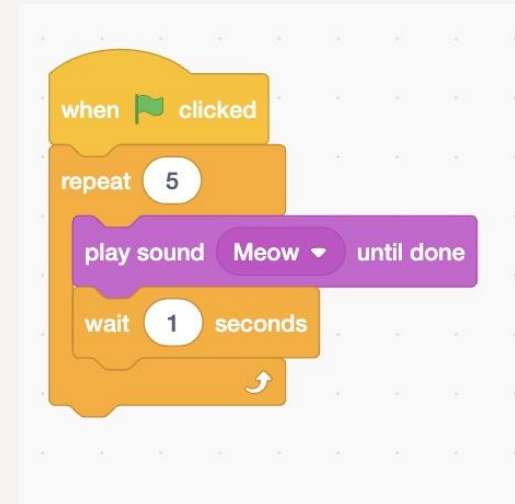 when clicked
repeat 5
play sound Meow until done
wait 1 seconds